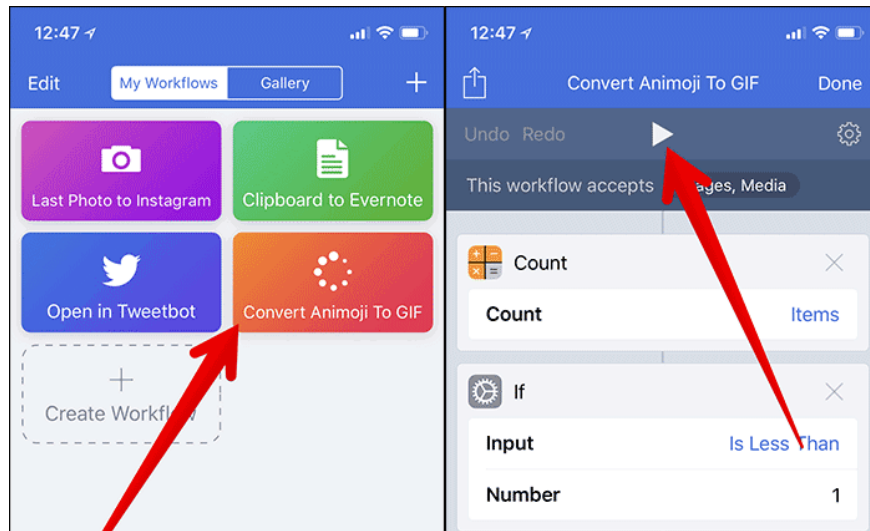 12:47
Edit
My Workflows
Gallery
Last Photo to Instagram
Clipboard to Evernote
Open in Tweetbot
Convert Animoji To GIF
Create
12:47
Convert Animoji To GIF
Done
Undo Redo
This workflow accepts
Media
Count
Count
Items
If
Input
Is Less Than
Number
1